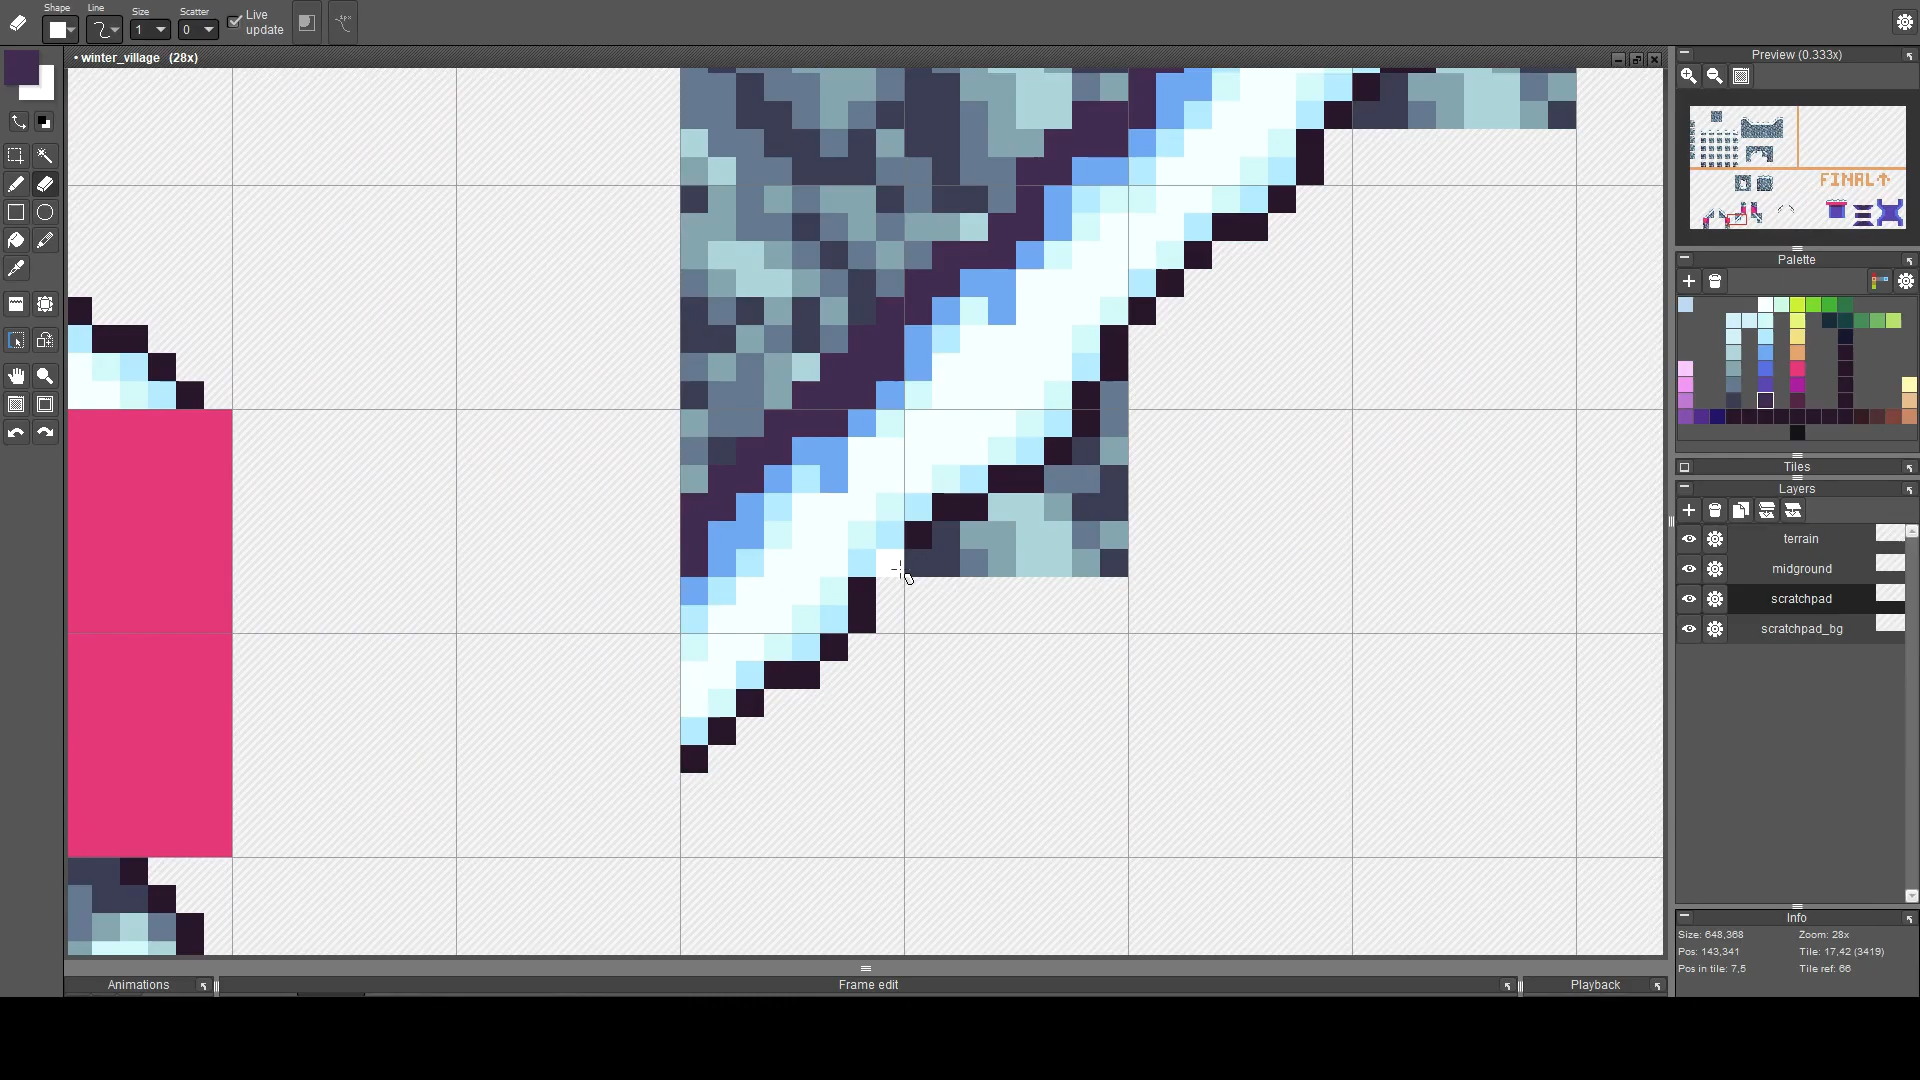 Shape
Line
Size
Scatter
1
0
Live
update
• winter_village (28x)
Preview (0.333x)
FINAL↑
Palette
Tiles
Layers
terrain
midground
scratchpad
scratchpad_bg
Info
Size: 648,368
Zoom: 28x
Pos: 143,341
Tile: 17,42 (3419)
Pos in tile: 7,5
Tile ref: 66
Animations
Frame edit
Playback